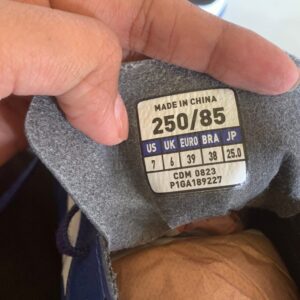 MADE IN CHINA
250/85
US UK EURO BRA JP
7 6 39 38 25.0
CDM 0823
P1GA189227